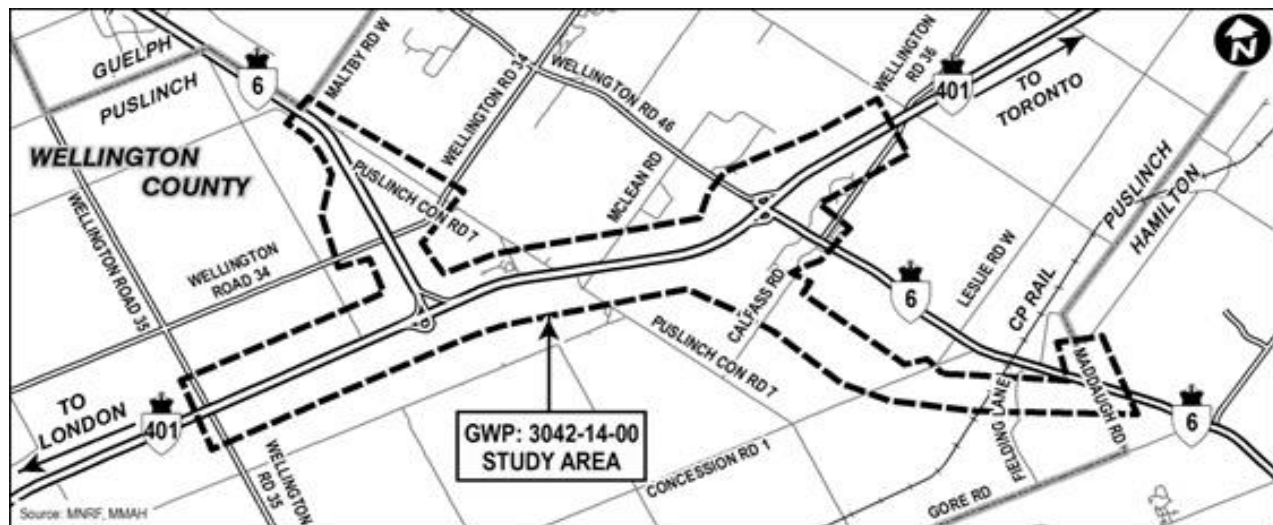 GUELPH
PUSLINCH
6
MALTBY RD W
WELLINGTON RD 34
WELLINGTON RD 46
WELLINGTON
RD 36
401
TO
TORONTO
N
WELLINGTON
COUNTY
PUSLINCH CON RD 7
MCLEAN RD
PUSLINCH
HAMILTON
WELLINGTON ROAD 35
WELLINGTON
ROAD 34
CALFASS RD
6
LESLIE RD W
CP RAIL
PUSLINCH CON RD 7
MADDAUGH RD
TO
LONDON
401
GWP: 3042-14-00
STUDY AREA
WELLINGTON
RD 35
CONCESSION RD 1
FIELDING LANE
6
GORE RD
Source: MNRF, MMAH